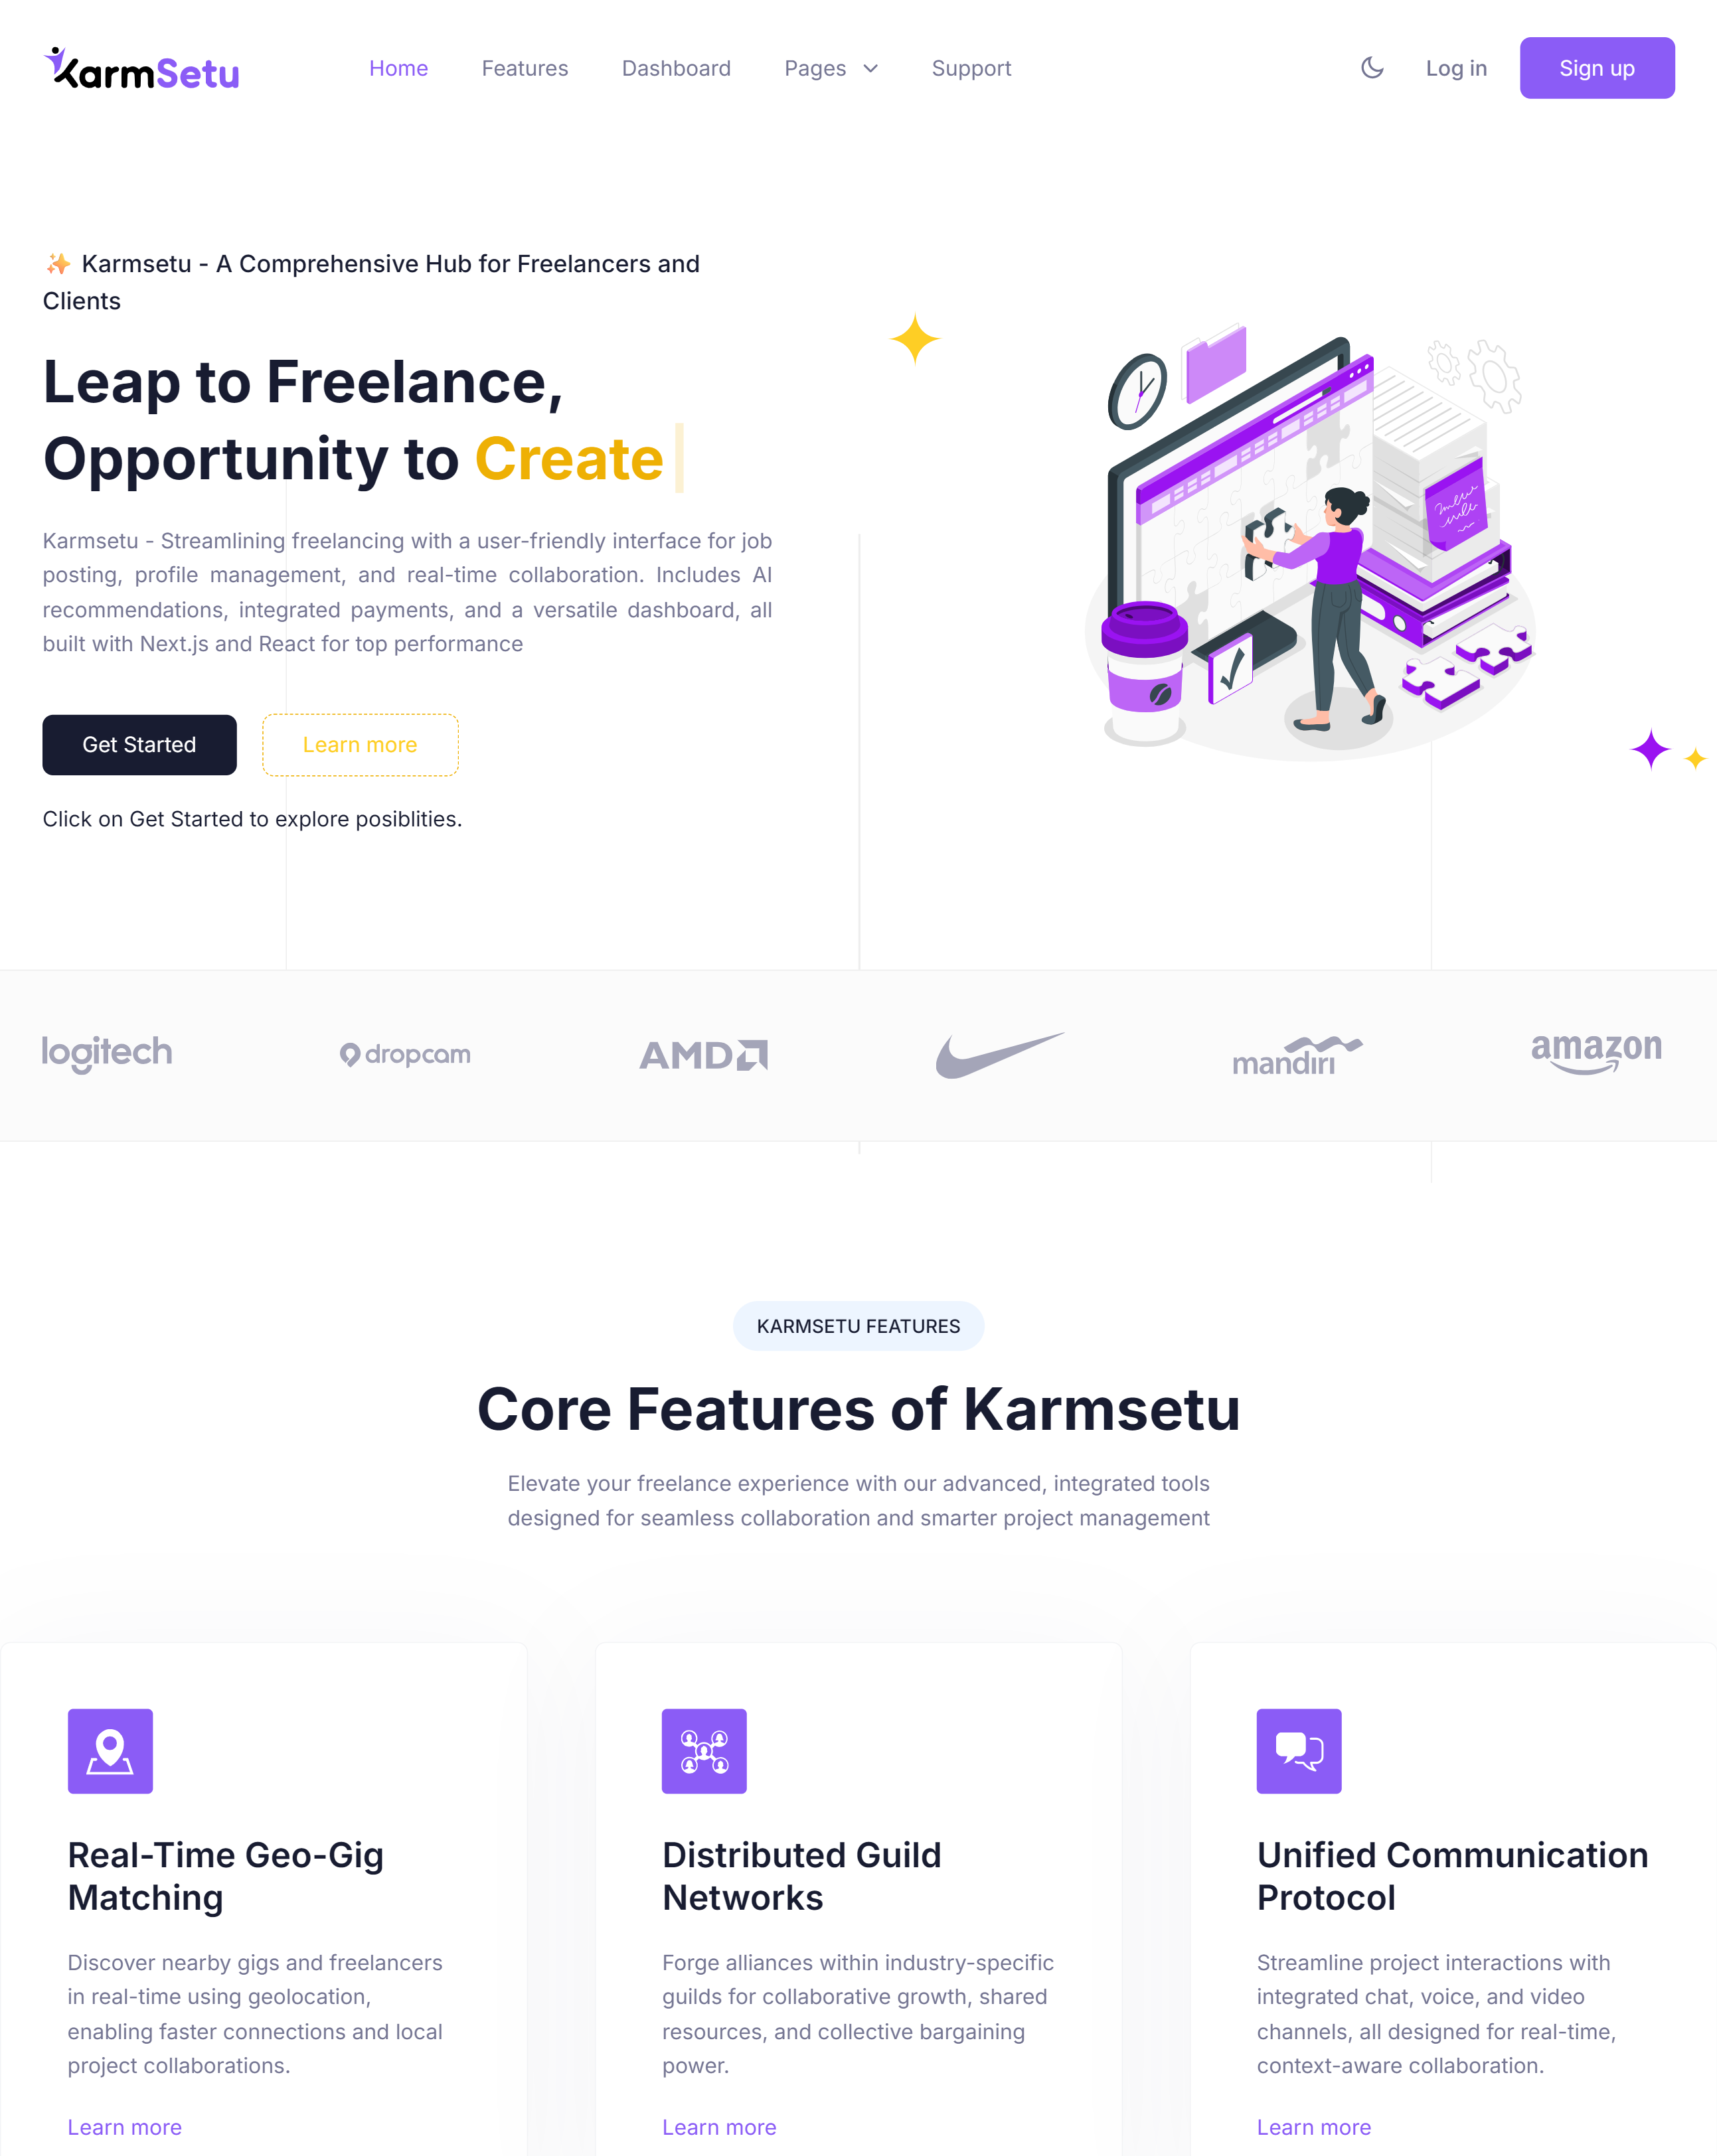 KarmSetu
Home
Features
Dashboard
Pages
Support
Log in
Sign up
✨ Karmsetu - A Comprehensive Hub for Freelancers and
Clients
Leap to Freelance,
Opportunity to Create
Karmsetu - Streamlining freelancing with a user-friendly interface for job
posting, profile management, and real-time collaboration. Includes AI
recommendations, integrated payments, and a versatile dashboard, all
built with Next.js and React for top performance
Get Started
Learn more
Click on Get Started to explore posiblities.
logitech
dropcam
AMD
mandiri
amazon
KARMSETU FEATURES
Core Features of Karmsetu
Elevate your freelance experience with our advanced, integrated tools
designed for seamless collaboration and smarter project management
Real-Time Geo-Gig
Matching
Discover nearby gigs and freelancers
in real-time using geolocation,
enabling faster connections and local
project collaborations.
Learn more
Distributed Guild
Networks
Forge alliances within industry-specific
guilds for collaborative growth, shared
resources, and collective bargaining
power.
Learn more
Unified Communication
Protocol
Streamline project interactions with
integrated chat, voice, and video
channels, all designed for real-time,
context-aware collaboration.
Learn more